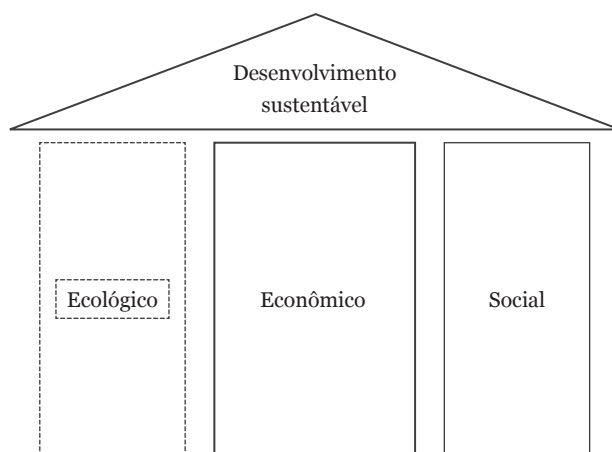 Desenvolvimento
sustentável
Ecológico
Econômico
Social